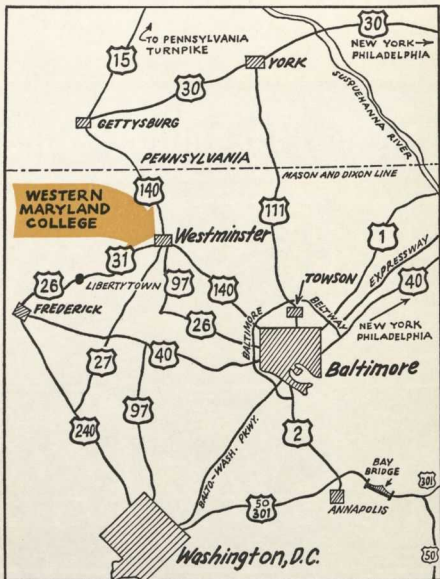 30
TO PENNSYLVANIA
TURNPIKE
15
NEW YORK
PHILADELPHIA
YORK
30
SUSQUEHANNA
RIVER
GETTYSBURG
PENNSYLVANIA
MASON AND DIXON LINE
140
WESTERN
MARYLAND
COLLEGE
111
Westminster
1
31
97
140
TOWSON
EXPRESSWAY
40
26
LIBERTYTOWN
BELTWAY
BALTIMORE
FREDERICK
26
NEW YORK
PHILADELPHIA
40
27
Baltimore
97
240
2
BALTO-WASH. PKWY.
BAY
BRIDGE
301
50
301
ANNAPOLIS
50
Washington, D.C.